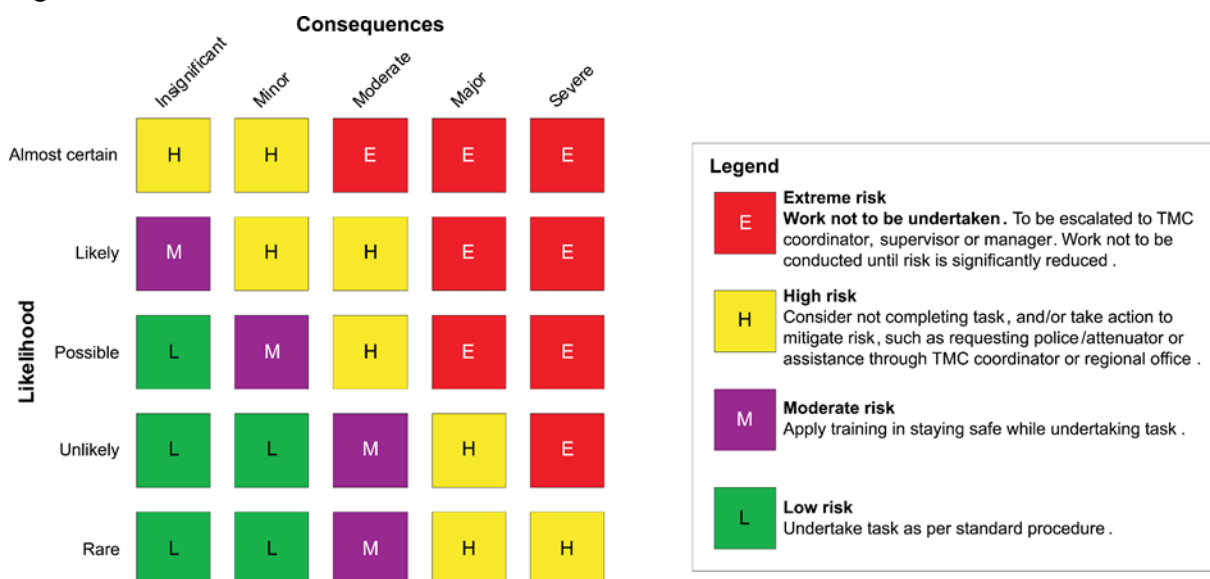 Consequences
Insignificant Minor Moderate Major Severe
Likelihood
Almost certain H H E E E
Likely M H H E E
Possible L M H E E
Unlikely L L M H E
Rare L L M H H
Legend
E Extreme risk
Work not to be undertaken. To be escalated to TMC
coordinator, supervisor or manager. Work not to be
conducted until risk is significantly reduced .
H High risk
Consider not completing task, and/or take action to
mitigate risk, such as requesting police/attenuator or
assistance through TMC coordinator or regional office .
M Moderate risk
Apply training in staying safe while undertaking task .
L Low risk
Undertake task as per standard procedure .